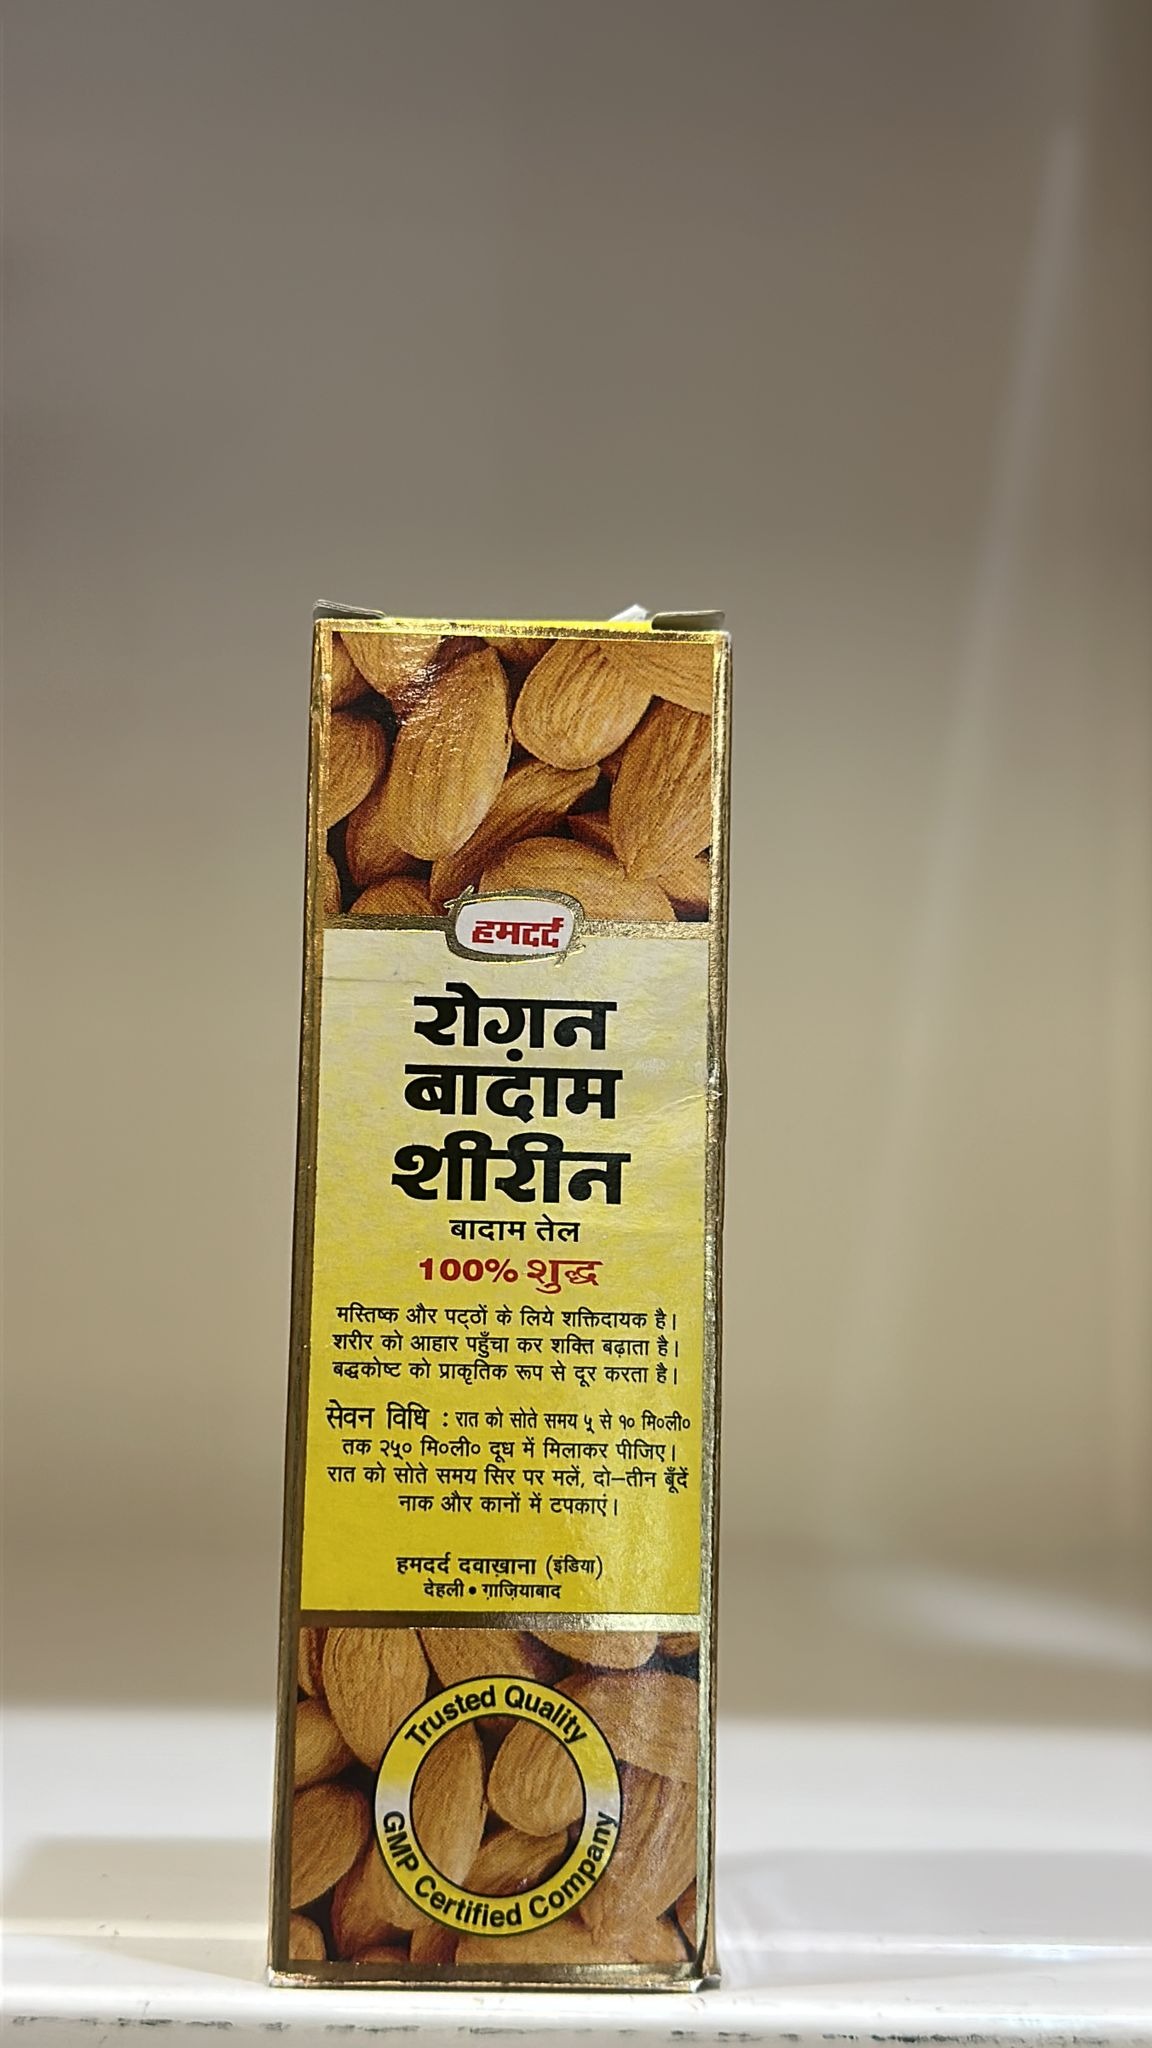 हमदर्द
रोग़न
बादाम
शीरीन
बादाम तेल
100% शुद्ध
मस्तिष्क और पट्ठों के लिये शक्तिदायक है।
शरीर को आहार पहुँचा कर शक्ति बढ़ाता है।
बद्धकोष्ट को प्राकृतिक रूप से दूर करता है।
सेवन विधि : रात को सोते समय ५ से १० मि०ली०
तक २५० मि०ली० दूध में मिलाकर पीजिए।
रात को सोते समय सिर पर मलें, दो–तीन बूँदें
नाक और कानों में टपकाएं।
हमदर्द दवाख़ाना (इंडिया)
देहली • ग़ाज़ियाबाद
Trusted Quality
GMP Certified Company